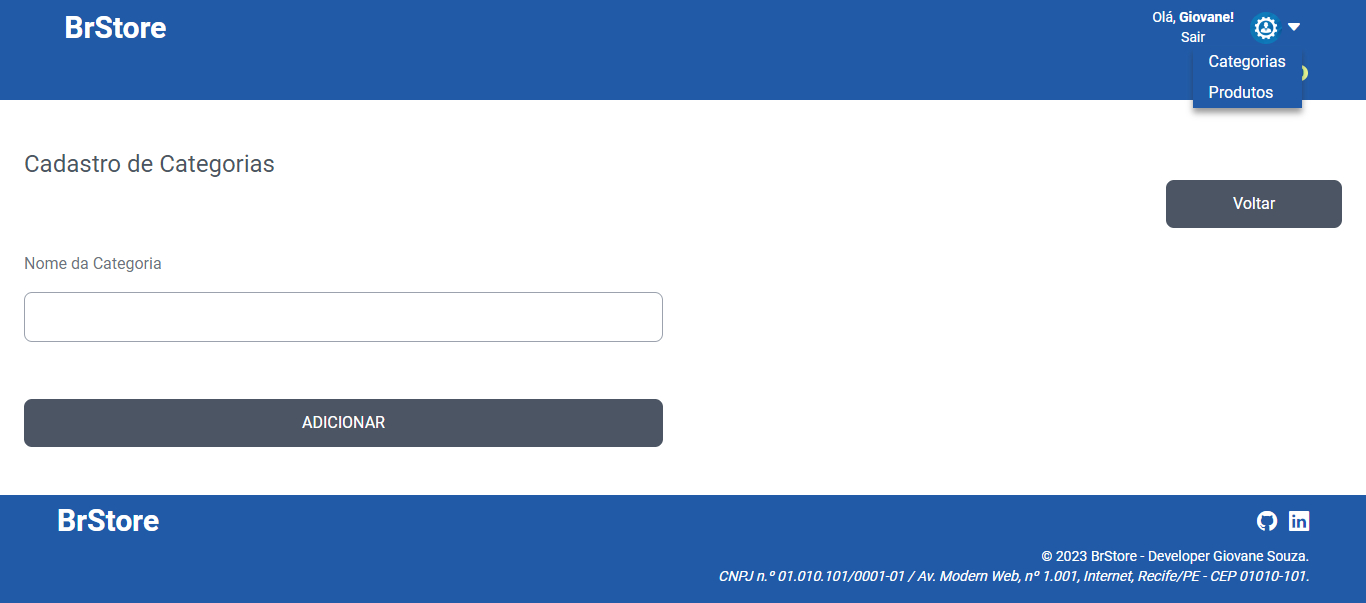 BrStore
Olá, Giovane!
Sair
Categorias
Produtos
Cadastro de Categorias
Voltar
Nome da Categoria
ADICIONAR
BrStore
© 2023 BrStore - Developer Giovane Souza.
CNPJ n.º 01.010.101/0001-01 / Av. Modern Web, nº 1.001, Internet, Recife/PE - CEP 01010-101.